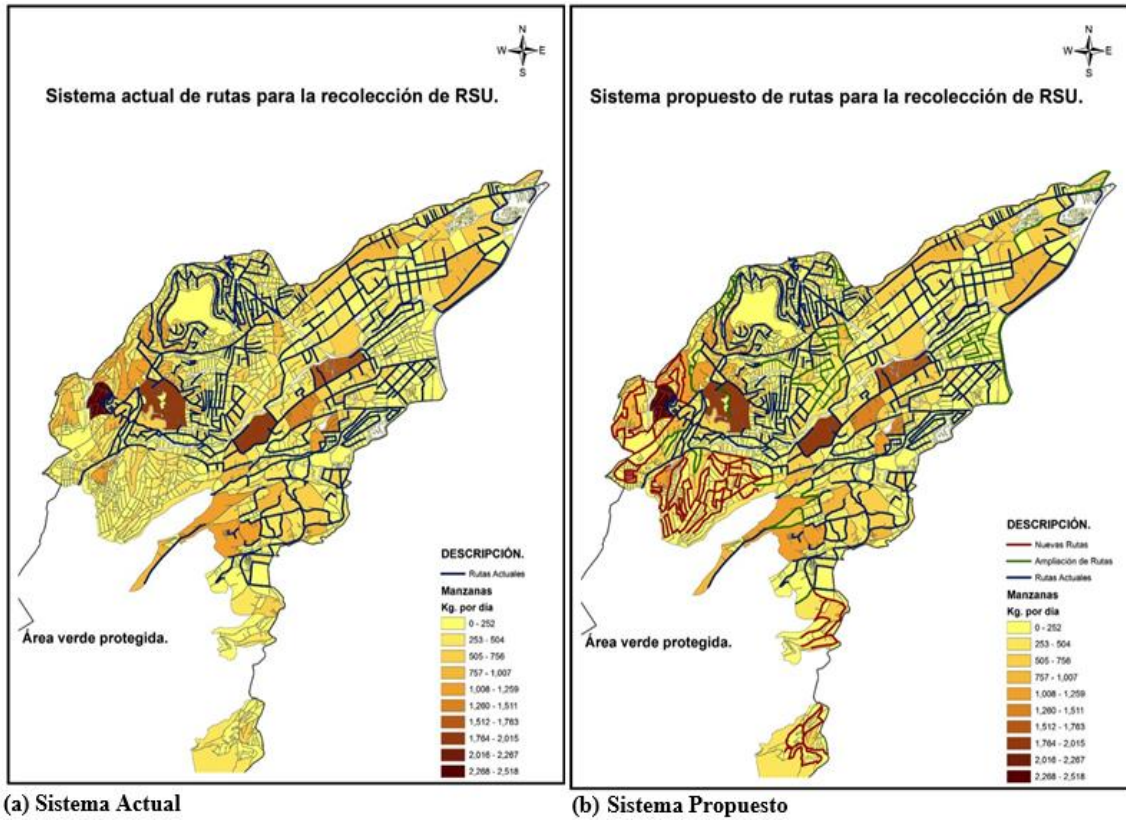 N
W E
S
Sistema actual de rutas para la recolección de RSU.
DESCRIPCIÓN.
Rutas Actuales
Manzanas
Kg. por día
0 - 252
253 - 504
505 - 756
757 - 1,007
1,008 - 1,259
1,260 - 1,511
1,512 - 1,763
1,764 - 2,015
2,016 - 2,267
2,268 - 2,518
Área verde protegida.
(a) Sistema Actual
N
W E
S
Sistema propuesto de rutas para la recolección de RSU.
DESCRIPCIÓN.
Nuevas Rutas
Ampliación de Rutas
Rutas Actuales
Manzanas
Kg. por día
0 - 252
253 - 504
505 - 756
757 - 1,007
1,008 - 1,259
1,260 - 1,511
1,512 - 1,763
1,764 - 2,015
2,016 - 2,267
2,268 - 2,518
Área verde protegida.
(b) Sistema Propuesto